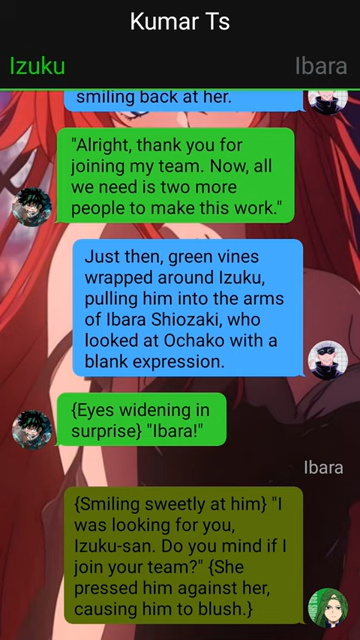 Kumar Ts
Izuku
Ibara
smiling back at her.
"Alright, thank you for
joining my team. Now, all
we need is two more
people to make this work."
Just then, green vines
wrapped around Izuku,
pulling him into the arms
of Ibara Shiozaki, who
looked at Ochako with a
blank expression.
{Eyes widening in
surprise} "Ibara!"
Ibara
{Smiling sweetly at him} "I
was looking for you,
Izuku-san. Do you mind if I
join your team?" {She
pressed him against her,
causing him to blush.}